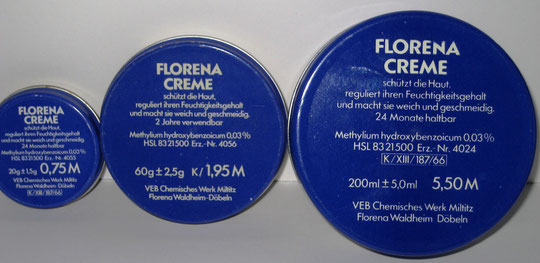 FLORENA
CREME
schützt die Haut,
reguliert ihren Feuchtigkeitsgehalt
und macht sie weich und geschmeidig.
24 Monate haltbar
Methylium hydroxybenzoicum 0,03%
HSL 83 21 500 Erz.-Nr. 4055
20g ± 1,5g 0,75 M
VEB Chemisches Werk Miltitz
Florena Waldheim-Döbeln
K/XIII/187/66
FLORENA
CREME
schützt die Haut,
reguliert ihren Feuchtigkeitsgehalt
und macht sie weich und geschmeidig.
2 Jahre verwendbar
Methylium hydroxybenzoicum 0,03%
HSL 83 21 500 Erz.-Nr. 4056
60g ± 2,5g K/ 1,95 M
VEB Chemisches Werk Miltitz
Florena Waldheim-Döbeln
FLORENA
CREME
schützt die Haut,
reguliert ihren Feuchtigkeitsgehalt
und macht sie weich und geschmeidig.
24 Monate haltbar
Methylium hydroxybenzoicum 0,03%
HSL 83 21 500 Erz.-Nr. 4024
K/XIII/187/66
200ml ± 5,0ml 5,50 M
VEB Chemisches Werk Miltitz
Florena Waldheim Döbeln